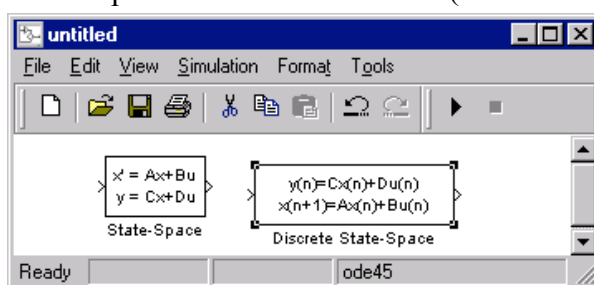 untitled
File Edit View Simulation Format Tools
x' = Ax+Bu
y = Cx+Du
State-Space
y(n)=Cx(n)+Du(n)
x(n+1)=Ax(n)+Bu(n)
Discrete State-Space
Ready ode45